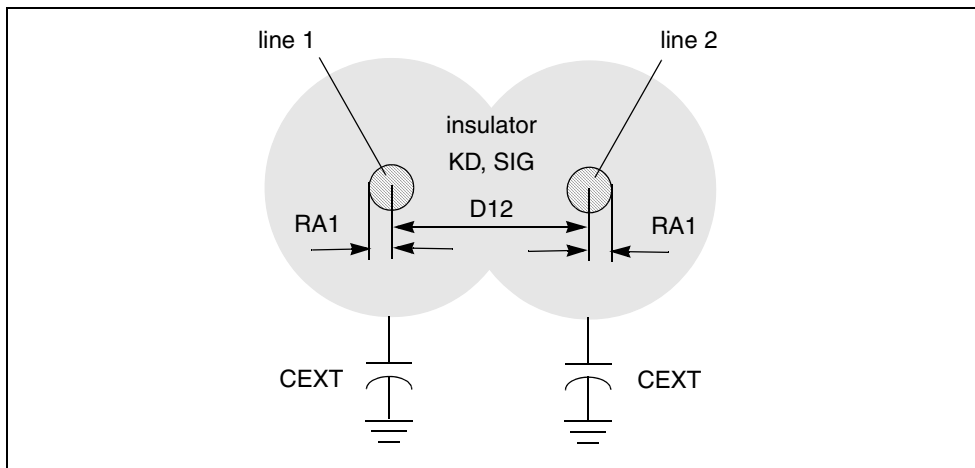 line 1
line 2
insulator
KD, SIG
D12
RA1
RA1
CEXT
CEXT